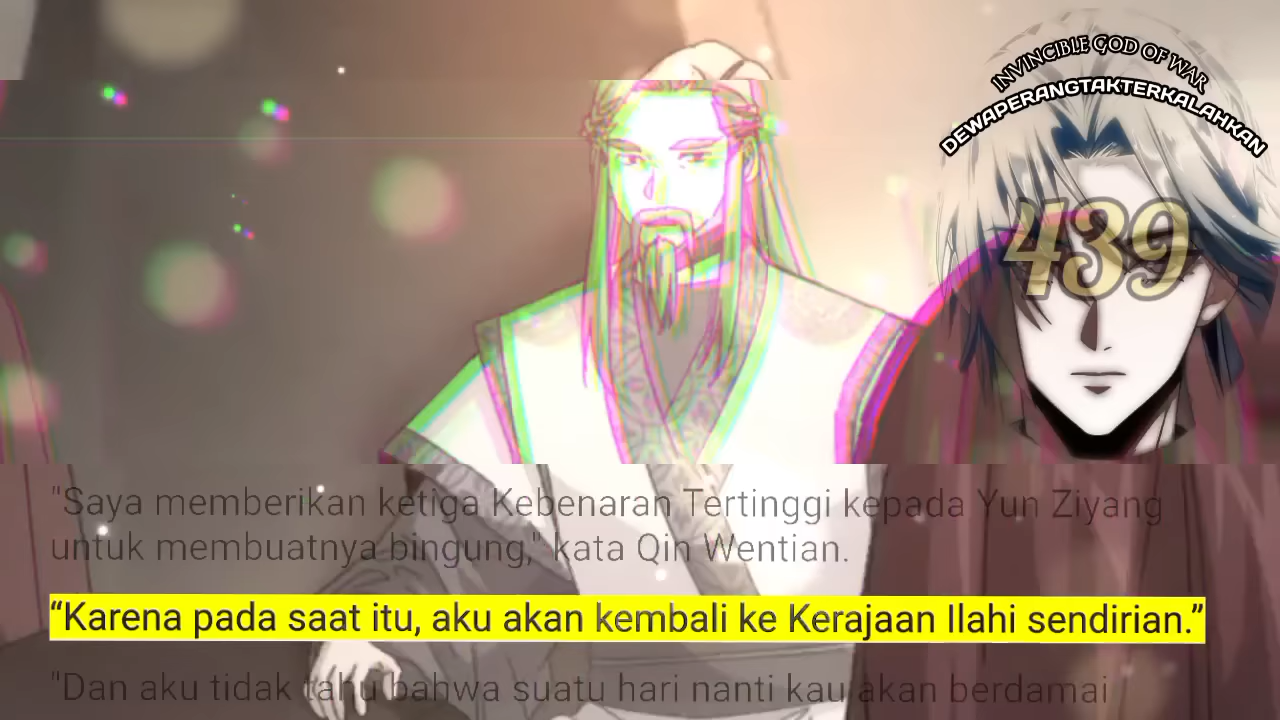 INVINCIBLE GOD OF WAR
DEWAPERANGTAKTERKALAHKAN
439
"Saya memberikan ketiga Kebenaran Tertinggi kepada Yun Ziyang
untuk membuatnya bingung," kata Qin Wentian.
“Karena pada saat itu, aku akan kembali ke Kerajaan Ilahi sendirian.”
"Dan aku tidak tahu bahwa suatu hari nanti kau akan berdamai